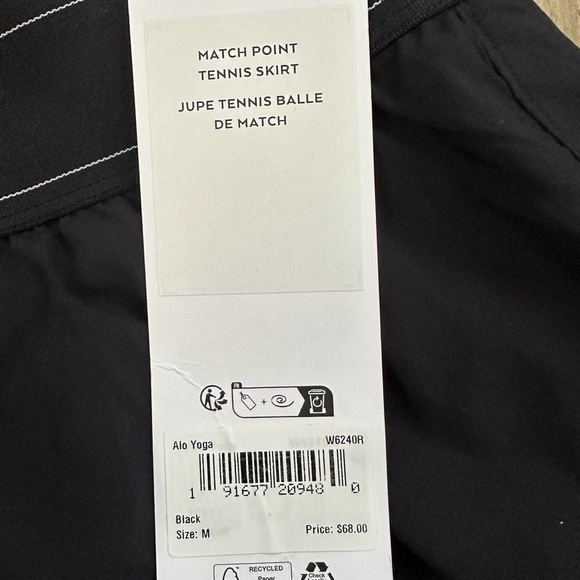 MATCH POINT
TENNIS SKIRT
JUPE TENNIS BALLE
DE MATCH
FR
+
Alo Yoga W6240R
1 91677 20948 0
Black
Size: M Price: $68.00
RECYCLED
Paper
Check